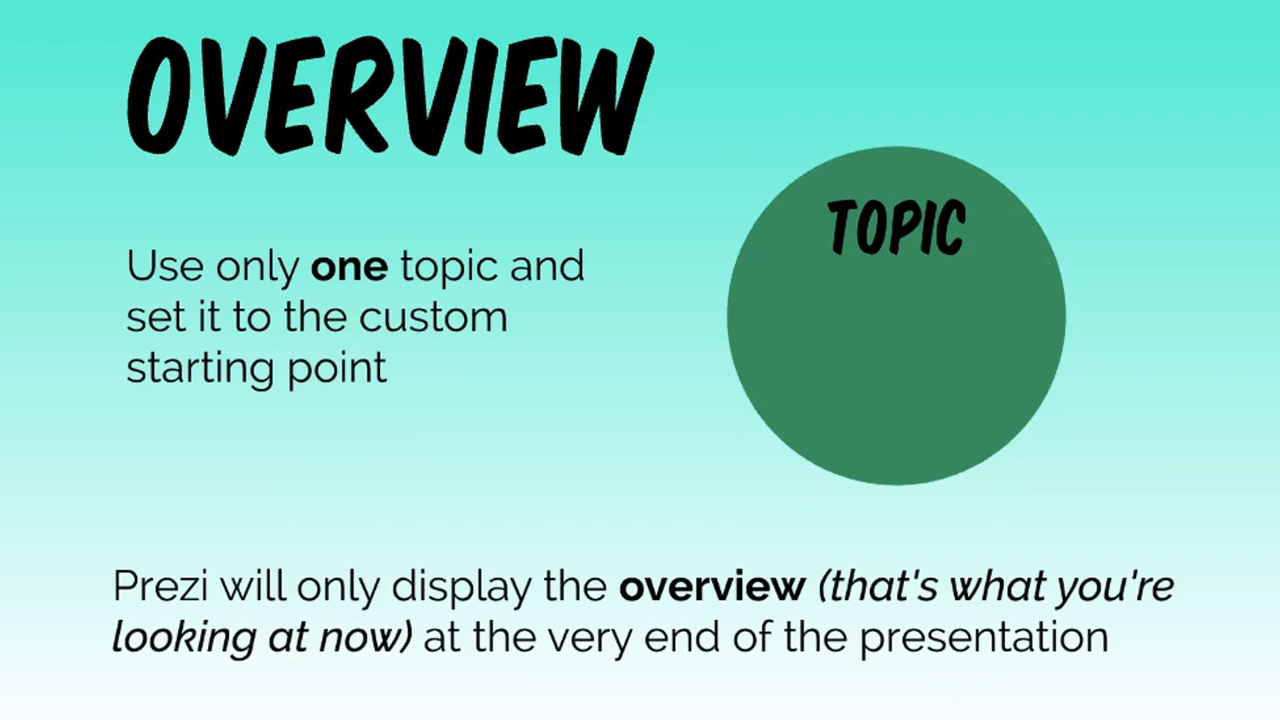 OVERVIEW
TOPIC
Use only one topic and
set it to the custom
starting point
Prezi will only display the overview (that's what you're
looking at now) at the very end of the presentation